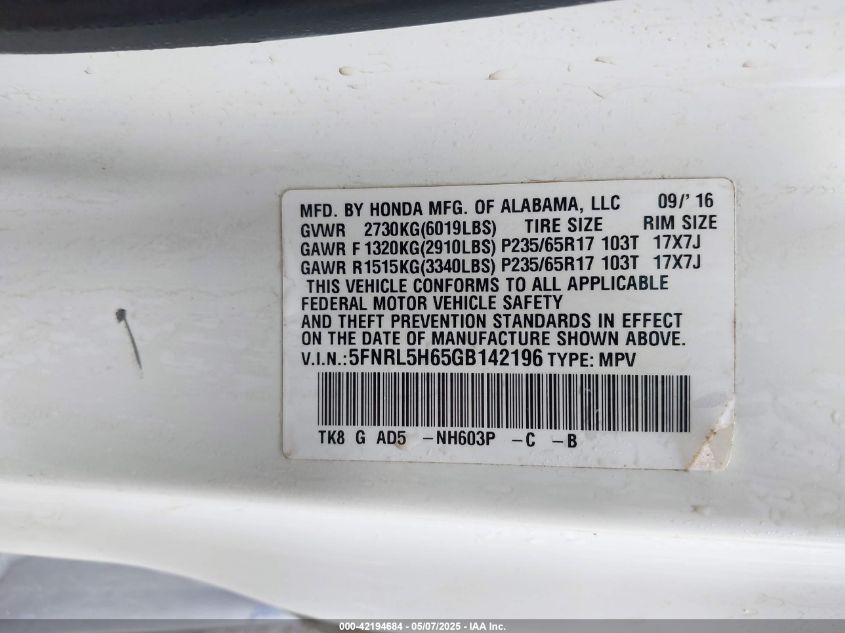 MFD. BY HONDA MFG. OF ALABAMA, LLC 09/' 16
GVWR 2730KG(6019LBS) TIRE SIZE RIM SIZE
GAWR F 1320KG(2910LBS) P235/65R17 103T 17X7J
GAWR R 1515KG(3340LBS) P235/65R17 103T 17X7J
THIS VEHICLE CONFORMS TO ALL APPLICABLE
FEDERAL MOTOR VEHICLE SAFETY
AND THEFT PREVENTION STANDARDS IN EFFECT
ON THE DATE OF MANUFACTURE SHOWN ABOVE.
V.I.N.:5FNRL5H65GB142196 TYPE: MPV
TK8 G AD5 -NH603P -C -B
000-42194684 - 05/07/2025 - IAA Inc.